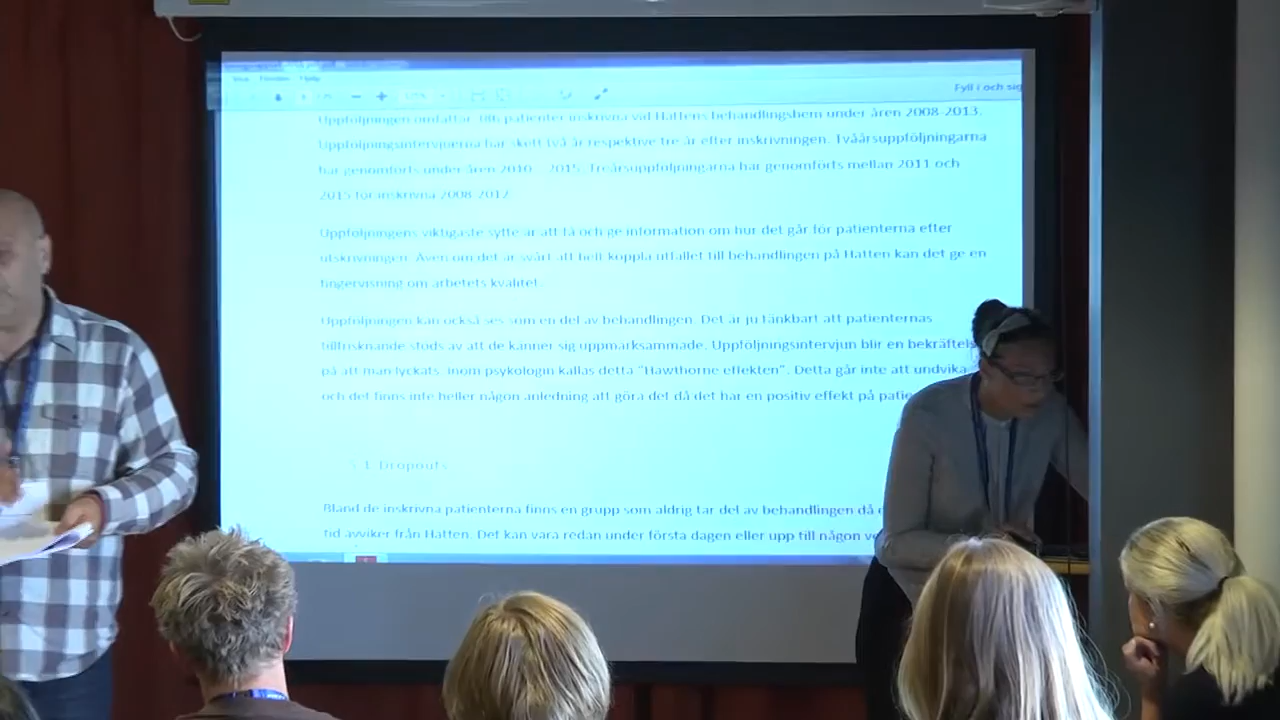 Visa Fönster Hjälp
Fyll i och sig
Uppföljningen omfattar patienter inskrivna vid Hattens behandlingshem under åren 2008-2013.
Uppföljningsintervjuerna har skett två år respektive tre år efter inskrivningen. Tvåårsuppföljningarna
har genomförts under åren 2010 - 2015. Treårsuppföljningarna har genomförts mellan 2011 och
2015 för inskrivna 2008-2012
Uppföljningens viktigaste sytte är att få och ge information om hur det går för patienterna efter
utskrivningen. Även om det är svårt att helt koppla utfallet till behandlingen på Hatten kan det ge en
fingervisning om arbetets kvalitet.
Uppföljningen kan också ses som en del av behandlingen. Det är ju tänkbart att patienternas
tillfrisknande stöds av att de känner sig uppmärksammade. Uppföljningsintervjun blir en bekräftels
på att man lyckats. Inom psykologin kallas detta "Hawthorne effekten". Detta går inte att undvika
och det finns inte heller någon anledning att göra det då det har en positiv effekt på patie
5.1 Dropouts
Bland de inskrivna patienterna finns en grupp som aldrig tar del av behandlingen då
tid avviker från Hatten. Det kan vara redan under första dagen eller upp till någon ve